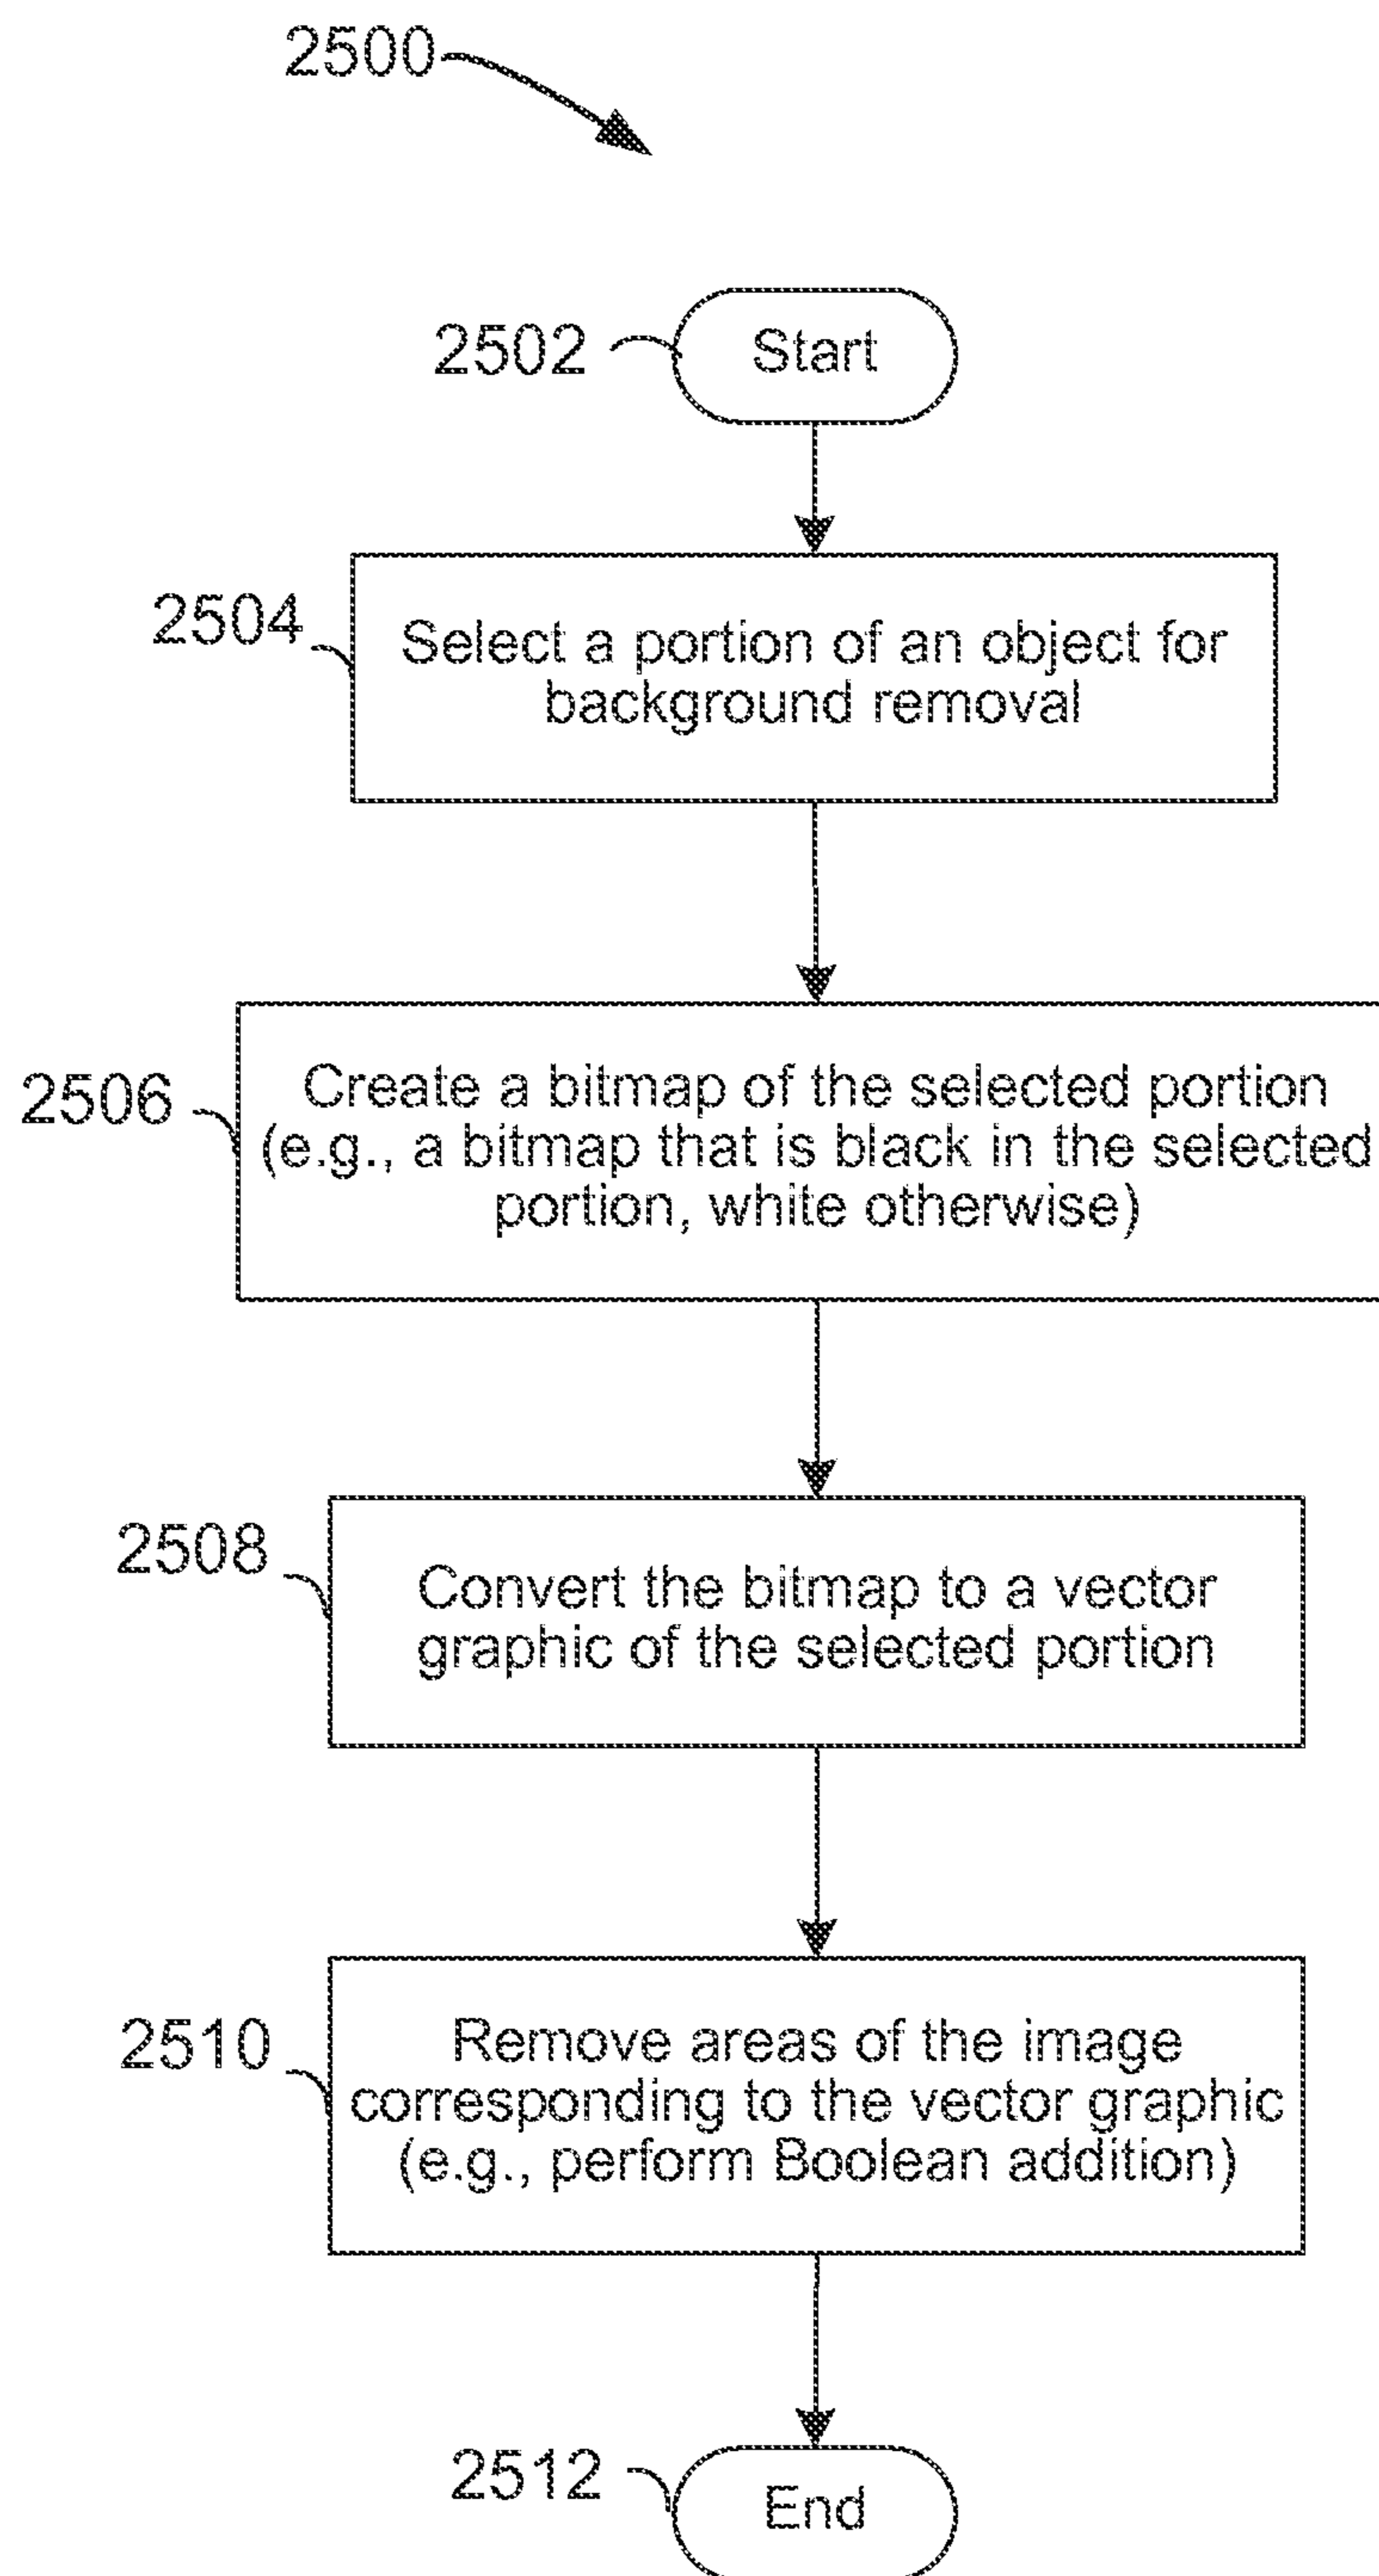 2500
2502
Start
2504
Select a portion of an object for
background removal
2506
Create a bitmap of the selected portion
(e.g., a bitmap that is black in the selected
portion, white otherwise)
2508
Convert the bitmap to a vector
graphic of the selected portion
2510
Remove areas of the image
corresponding to the vector graphic
(e.g., perform Boolean addition)
2512
End